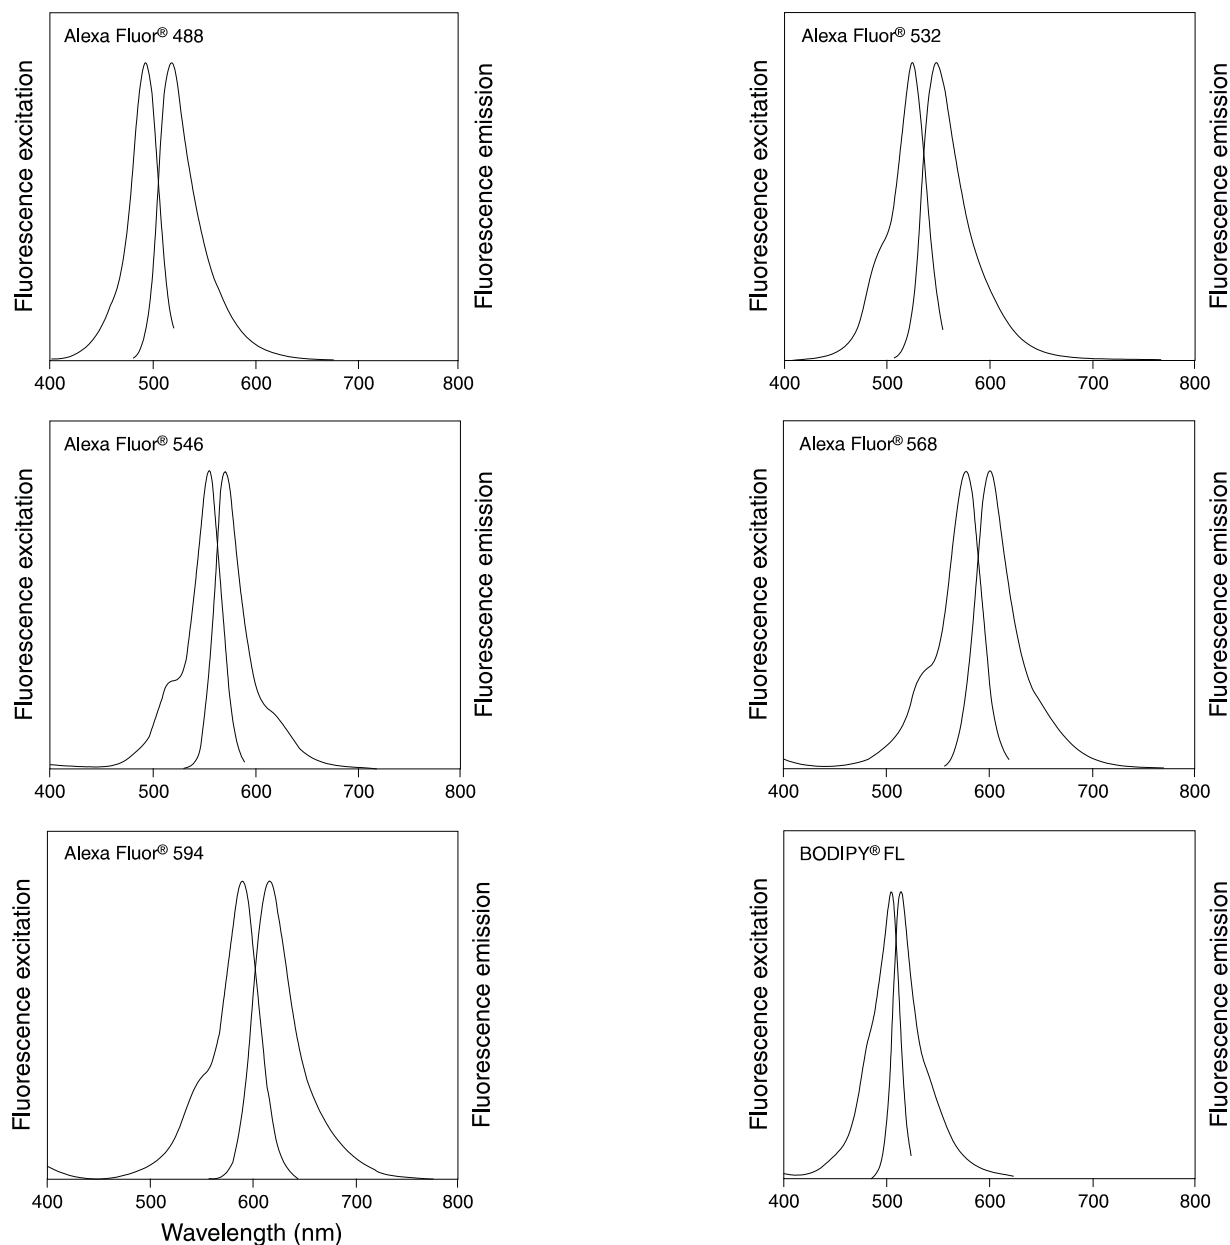 Alexa Fluor® 488
Fluorescence excitation
Fluorescence emission
400 500 600 700 800
Alexa Fluor® 532
Fluorescence excitation
Fluorescence emission
400 500 600 700 800
Alexa Fluor® 546
Fluorescence excitation
Fluorescence emission
400 500 600 700 800
Alexa Fluor® 568
Fluorescence excitation
Fluorescence emission
400 500 600 700 800
Alexa Fluor® 594
Fluorescence excitation
Fluorescence emission
400 500 600 700 800
Wavelength (nm)
BODIPY® FL
Fluorescence excitation
Fluorescence emission
400 500 600 700 800